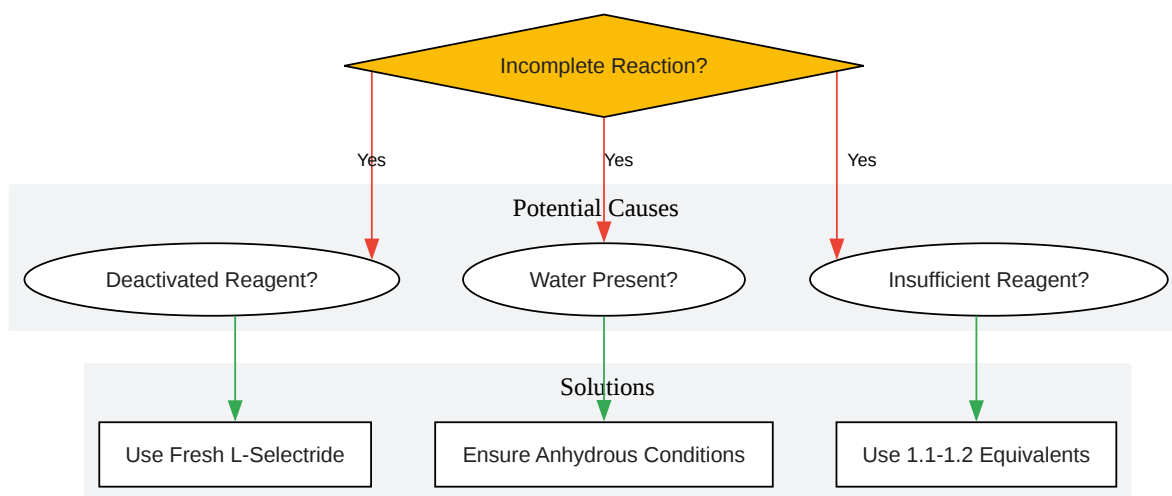 Incomplete Reaction?
Yes
Yes
Yes
Potential Causes
Deactivated Reagent?
Water Present?
Insufficient Reagent?
Solutions
Use Fresh L-Selectride
Ensure Anhydrous Conditions
Use 1.1-1.2 Equivalents